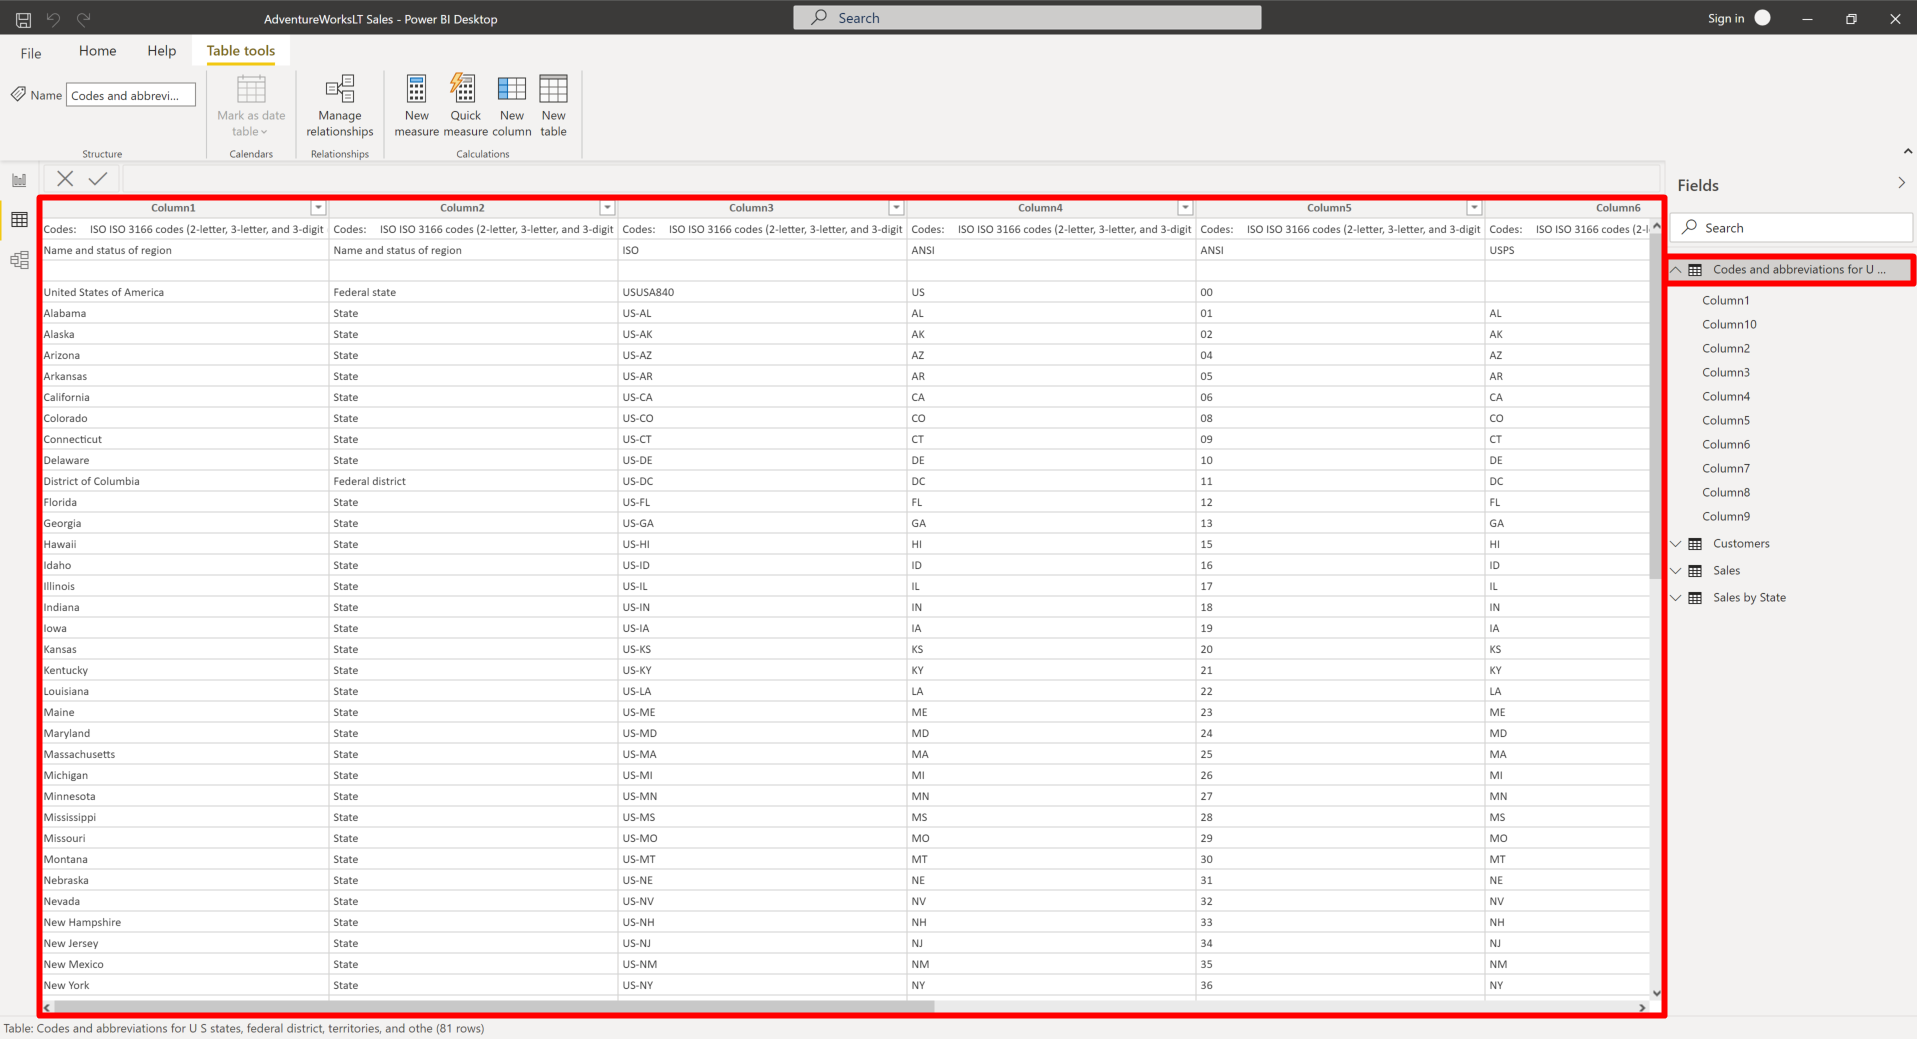 AdventureWorksLT Sales - Power BI Desktop
Search
Sign in
File
Home
Help
Table tools
Name
Codes and abbrevi...
Mark as date
table
Manage
relationships
New
measure
Quick
measure
New
column
New
table
Structure
Calendars
Relationships
Calculations
Column1 Column2 Column3 Column4 Column5 Column6
Codes: ISO ISO 3166 codes (2-letter, 3-letter, and 3-digit Codes: ISO ISO 3166 codes (2-letter, 3-letter, and 3-digit Codes: ISO ISO 3166 codes (2-letter, 3-letter, and 3-digit Codes: ISO ISO 3166 codes (2-letter, 3-letter, and 3-digit Codes: ISO ISO 3166 codes (2-letter, 3-letter, and 3-digit Codes: ISO ISO 3166 codes (2-l
Name and status of region Name and status of region ISO ANSI ANSI USPS
United States of America Federal state USUSA840 US 00
Alabama State US-AL AL 01 AL
Alaska State US-AK AK 02 AK
Arizona State US-AZ AZ 04 AZ
Arkansas State US-AR AR 05 AR
California State US-CA CA 06 CA
Colorado State US-CO CO 08 CO
Connecticut State US-CT CT 09 CT
Delaware State US-DE DE 10 DE
District of Columbia Federal district US-DC DC 11 DC
Florida State US-FL FL 12 FL
Georgia State US-GA GA 13 GA
Hawaii State US-HI HI 15 HI
Idaho State US-ID ID 16 ID
Illinois State US-IL IL 17 IL
Indiana State US-IN IN 18 IN
Iowa State US-IA IA 19 IA
Kansas State US-KS KS 20 KS
Kentucky State US-KY KY 21 KY
Louisiana State US-LA LA 22 LA
Maine State US-ME ME 23 ME
Maryland State US-MD MD 24 MD
Massachusetts State US-MA MA 25 MA
Michigan State US-MI MI 26 MI
Minnesota State US-MN MN 27 MN
Mississippi State US-MS MS 28 MS
Missouri State US-MO MO 29 MO
Montana State US-MT MT 30 MT
Nebraska State US-NE NE 31 NE
Nevada State US-NV NV 32 NV
New Hampshire State US-NH NH 33 NH
New Jersey State US-NJ NJ 34 NJ
New Mexico State US-NM NM 35 NM
New York State US-NY NY 36 NY
Fields
Search
Codes and abbreviations for U ...
Column1
Column10
Column2
Column3
Column4
Column5
Column6
Column7
Column8
Column9
Customers
Sales
Sales by State
Table: Codes and abbreviations for U S states, federal district, territories, and othe (81 rows)